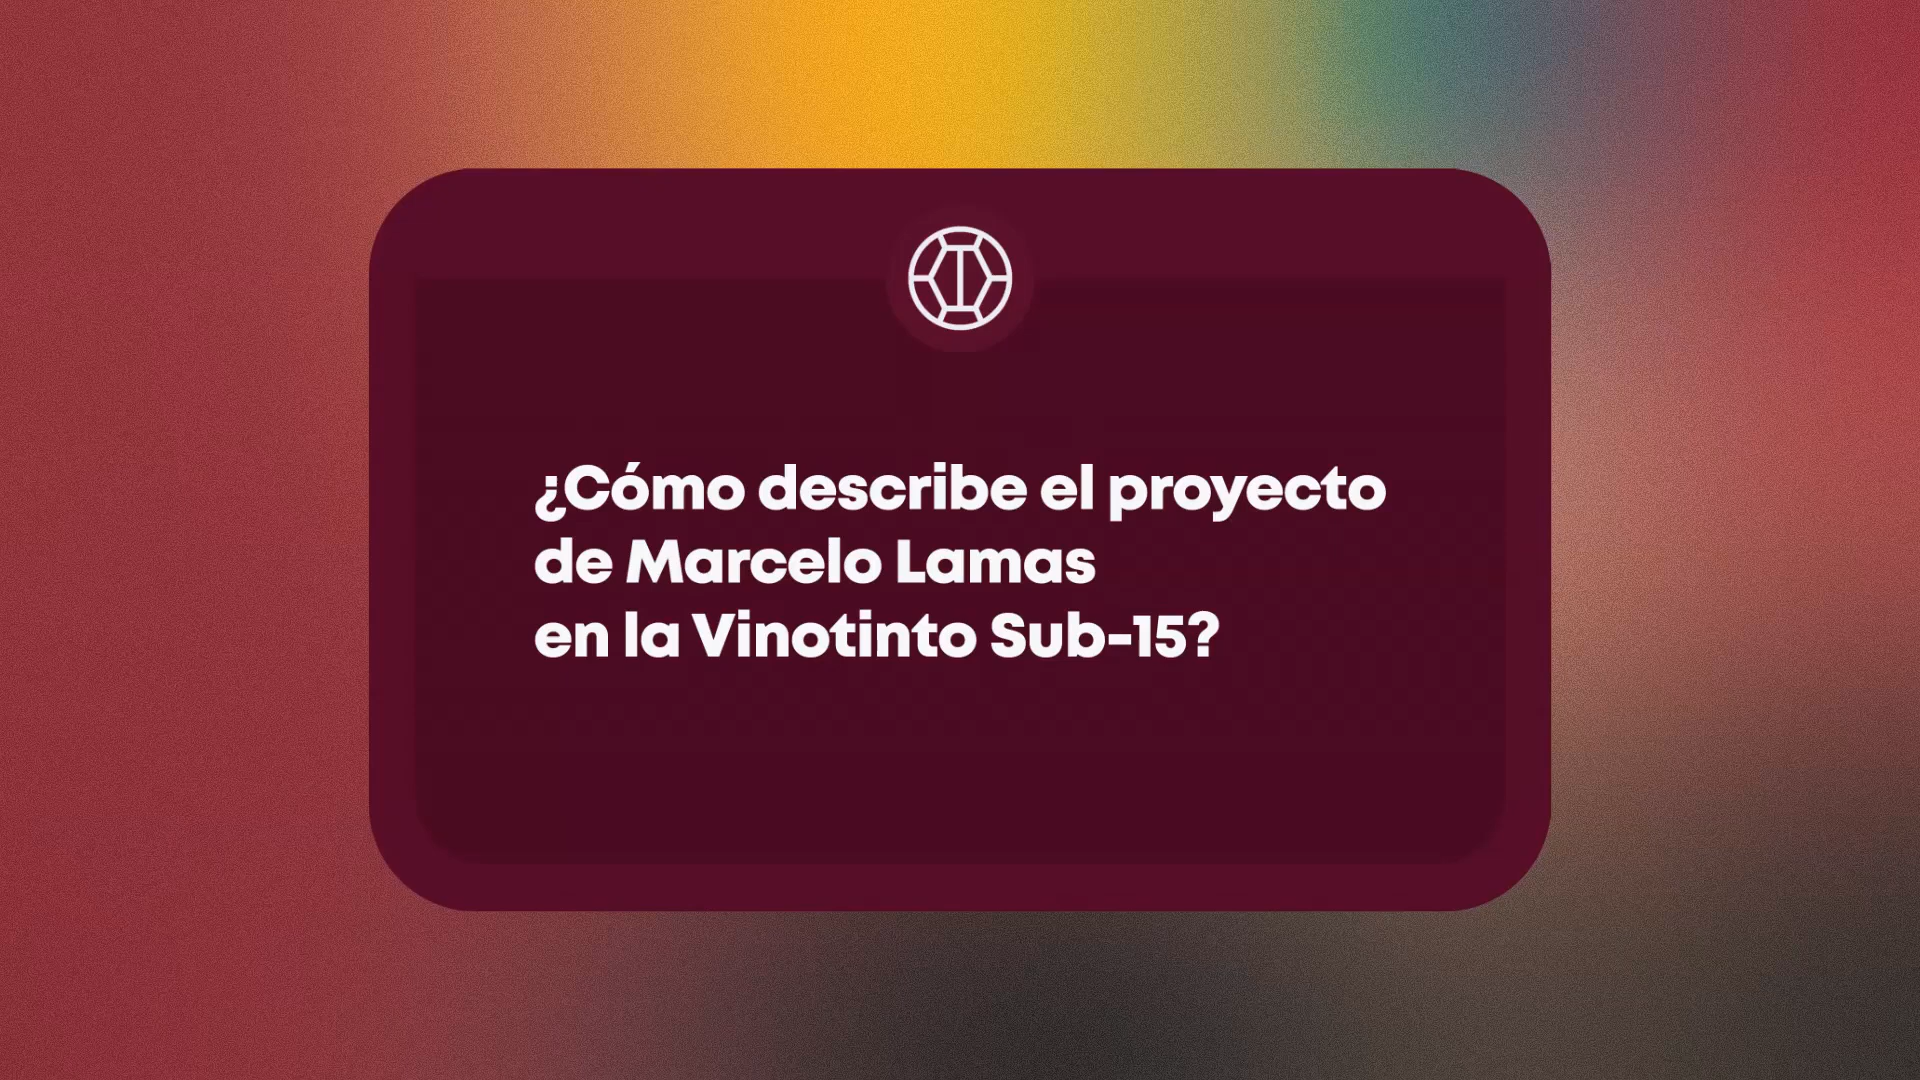 ¿Cómo describe el proyecto
de Marcelo Lamas
en la Vinotinto Sub-15?